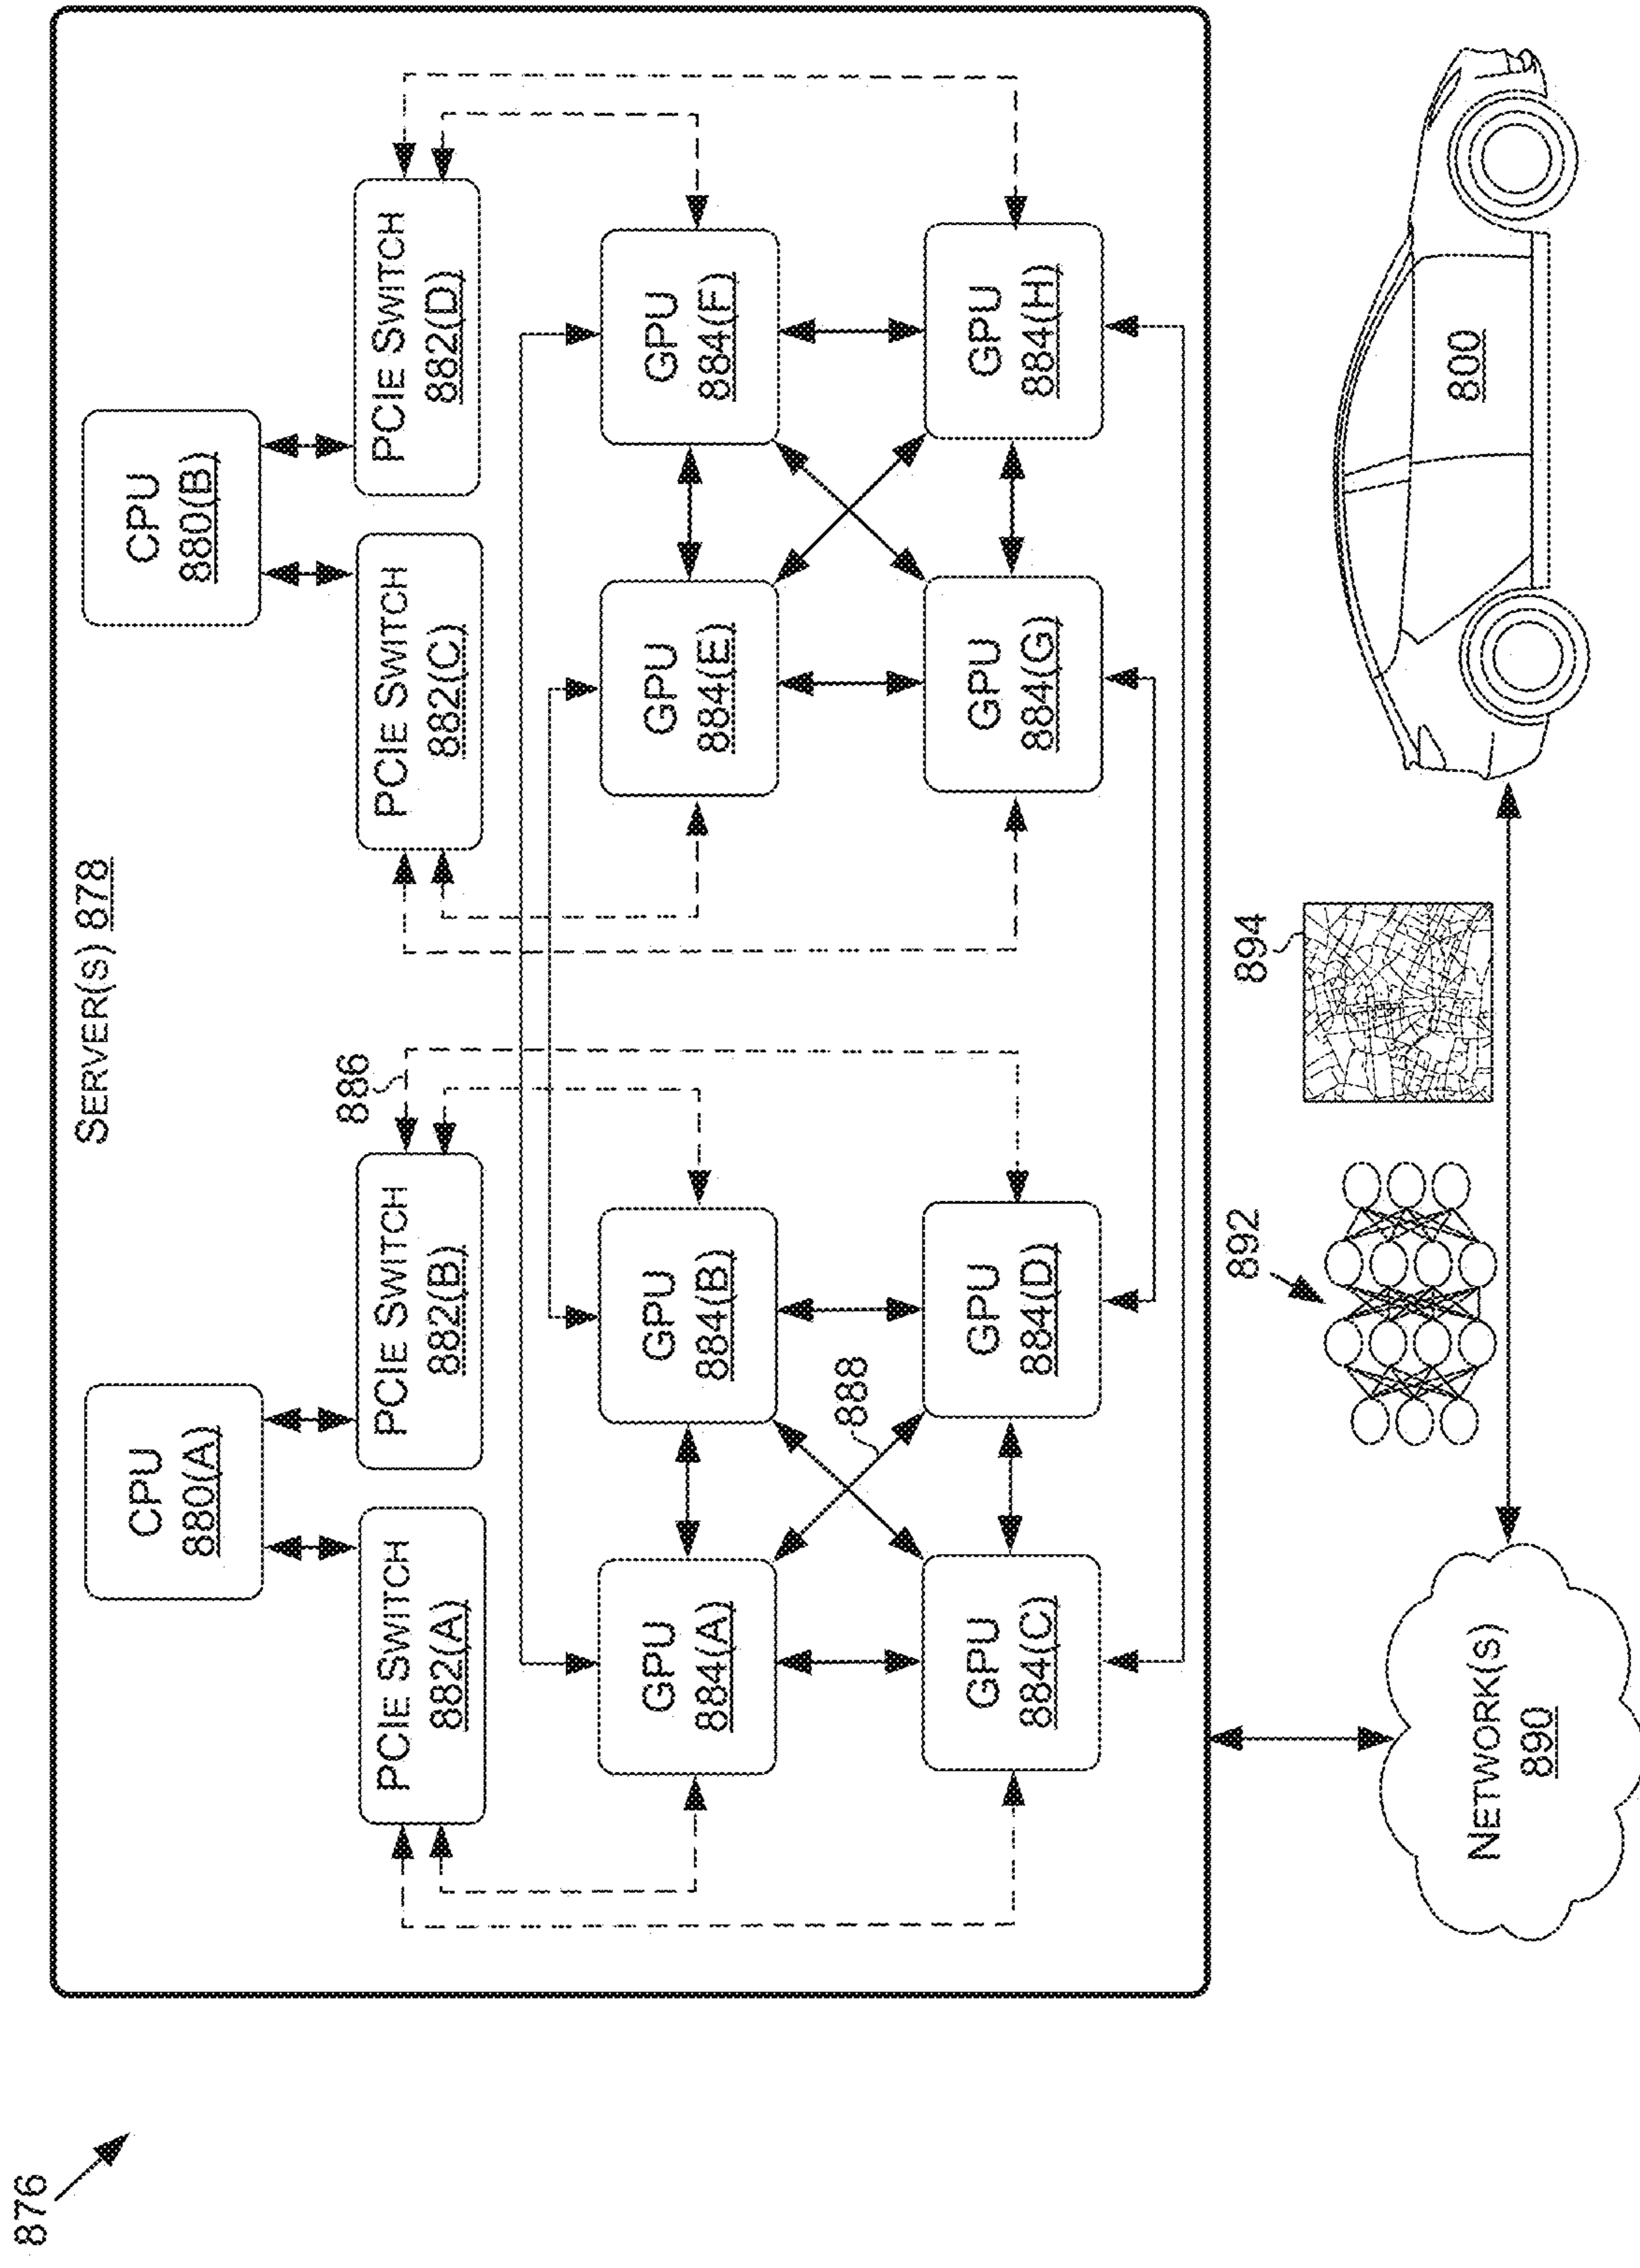 876
SERVER(S) 878
CPU
880(A)
CPU
880(B)
PCIE SWITCH
882(A)
PCIE SWITCH
882(B)
886
PCIE SWITCH
882(C)
PCIE SWITCH
882(D)
GPU
884(A)
GPU
884(B)
GPU
884(E)
GPU
884(F)
888
GPU
884(C)
GPU
884(D)
GPU
884(G)
GPU
884(H)
NETWORK(S)
890
892
894
800